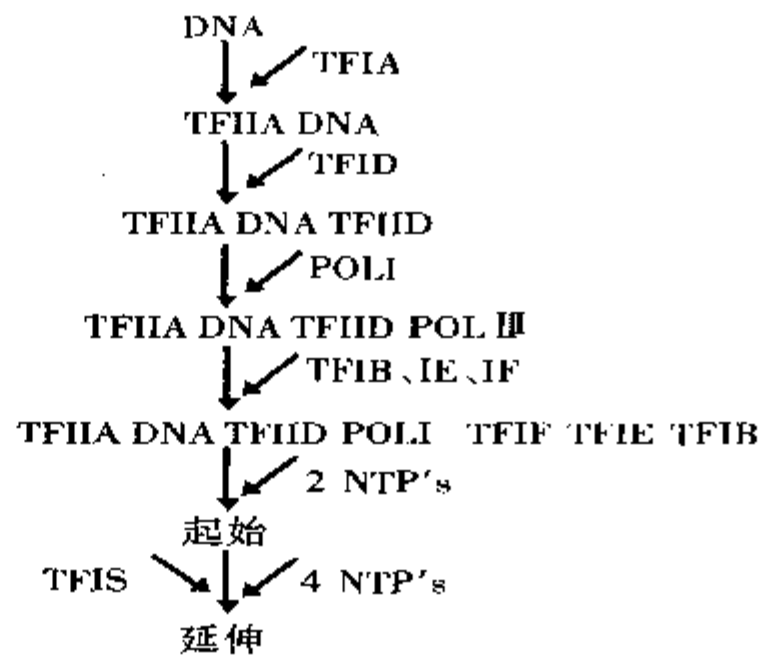 DNA
TFIA
TFIIA DNA
TFID
TFIIA DNA TFIID
POLI
TFIIA DNA TFIID POL III
TFIB、IE、IF
TFIIA DNA TFIID POLI TFIF TFIE TFIB
2 NTP's
起始
TFIS 4 NTP's
延伸